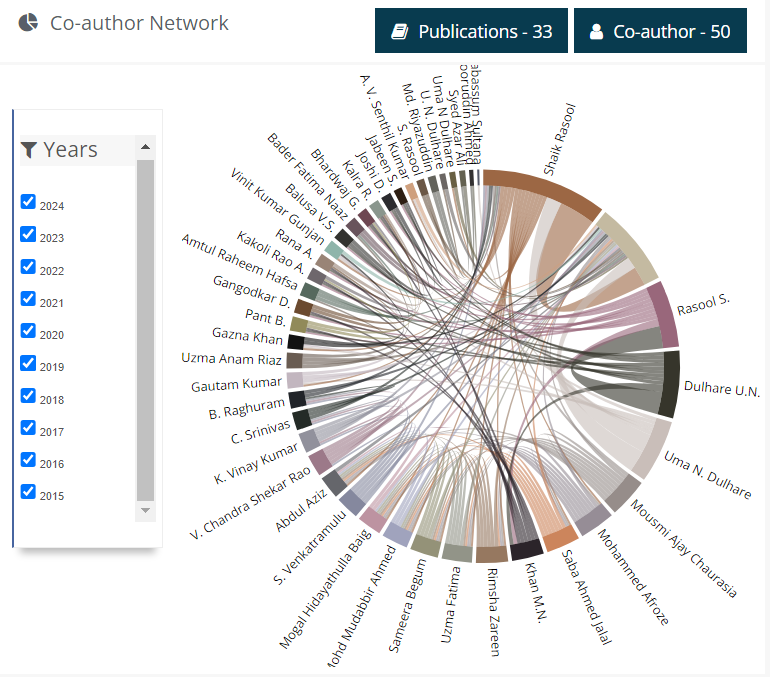 Co-author Network
Publications - 33
Co-author - 50
Years
2024
2023
2022
2021
2020
2019
2018
2017
2016
2015
Shaik Rasool
Rasool S.
Dulhare U.N.
Uma N. Dulhare
Mousmi Ajay Chaurasia
Mohammed Afroze
Saba Ahmed Jalal
Khan M.N.
Rimsha Zareen
Uzma Fatima
Sameera Begum
Mohd Mudabbir Ahmed
Mogal Hidayathulla Baig
S. Venkatramulu
Abdul Aziz
V. Chandra Shekar Rao
K. Vinay Kumar
C. Srinivas
B. Raghuram
Gautam Kumar
Uzma Anam Riaz
Gazna Khan
Pant B.
Gangodkar D.
Amtul Raheem Hafsa
Kakoli Rao A.
Rana A.
Vinit Kumar Gunjan
Balusa V.S.
Bader Fatima Naaz
Bhardwaj G.
Kalra R.
Joshi D.
Jabeen S.
A. V. Senthil Kumar
S. Rasool
Md. Riyazuddin
U. N. Dulhare
Uma N Dulhare
Syed Azar Ali
ooruddin Ahmed
abassum Sultana